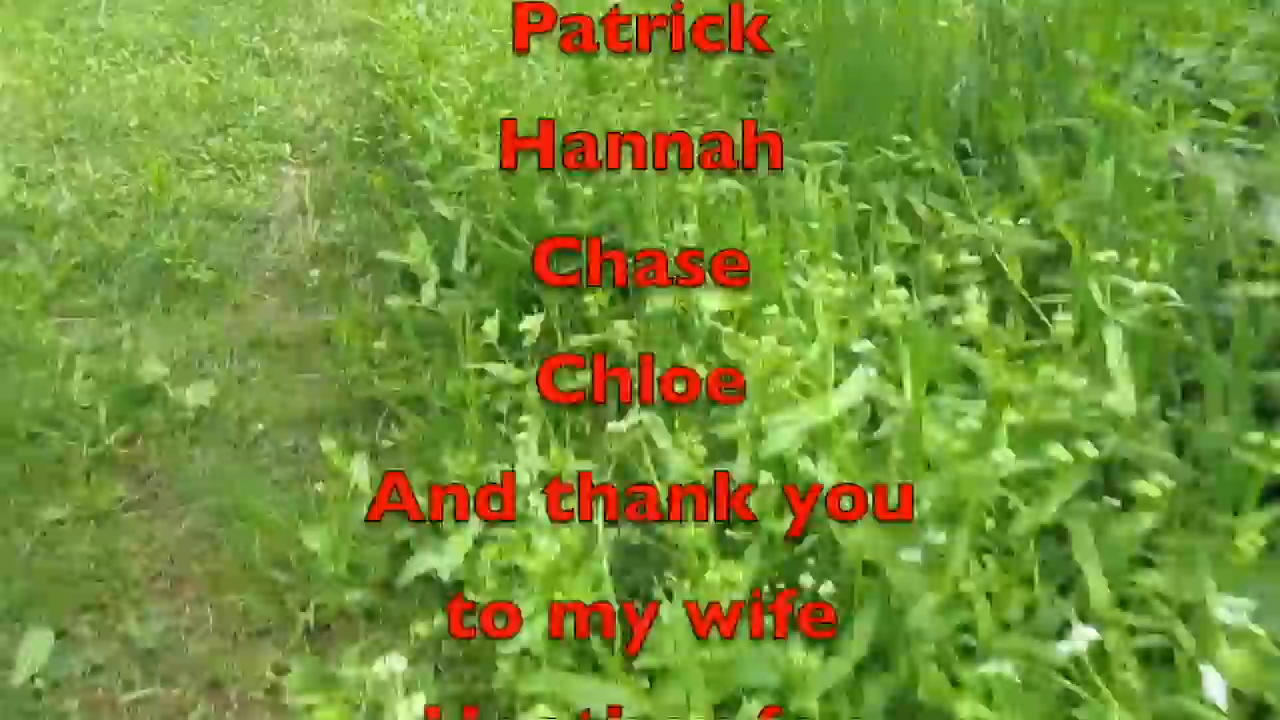 Patrick
Hannah
Chase
Chloe
And thank you
to my wife